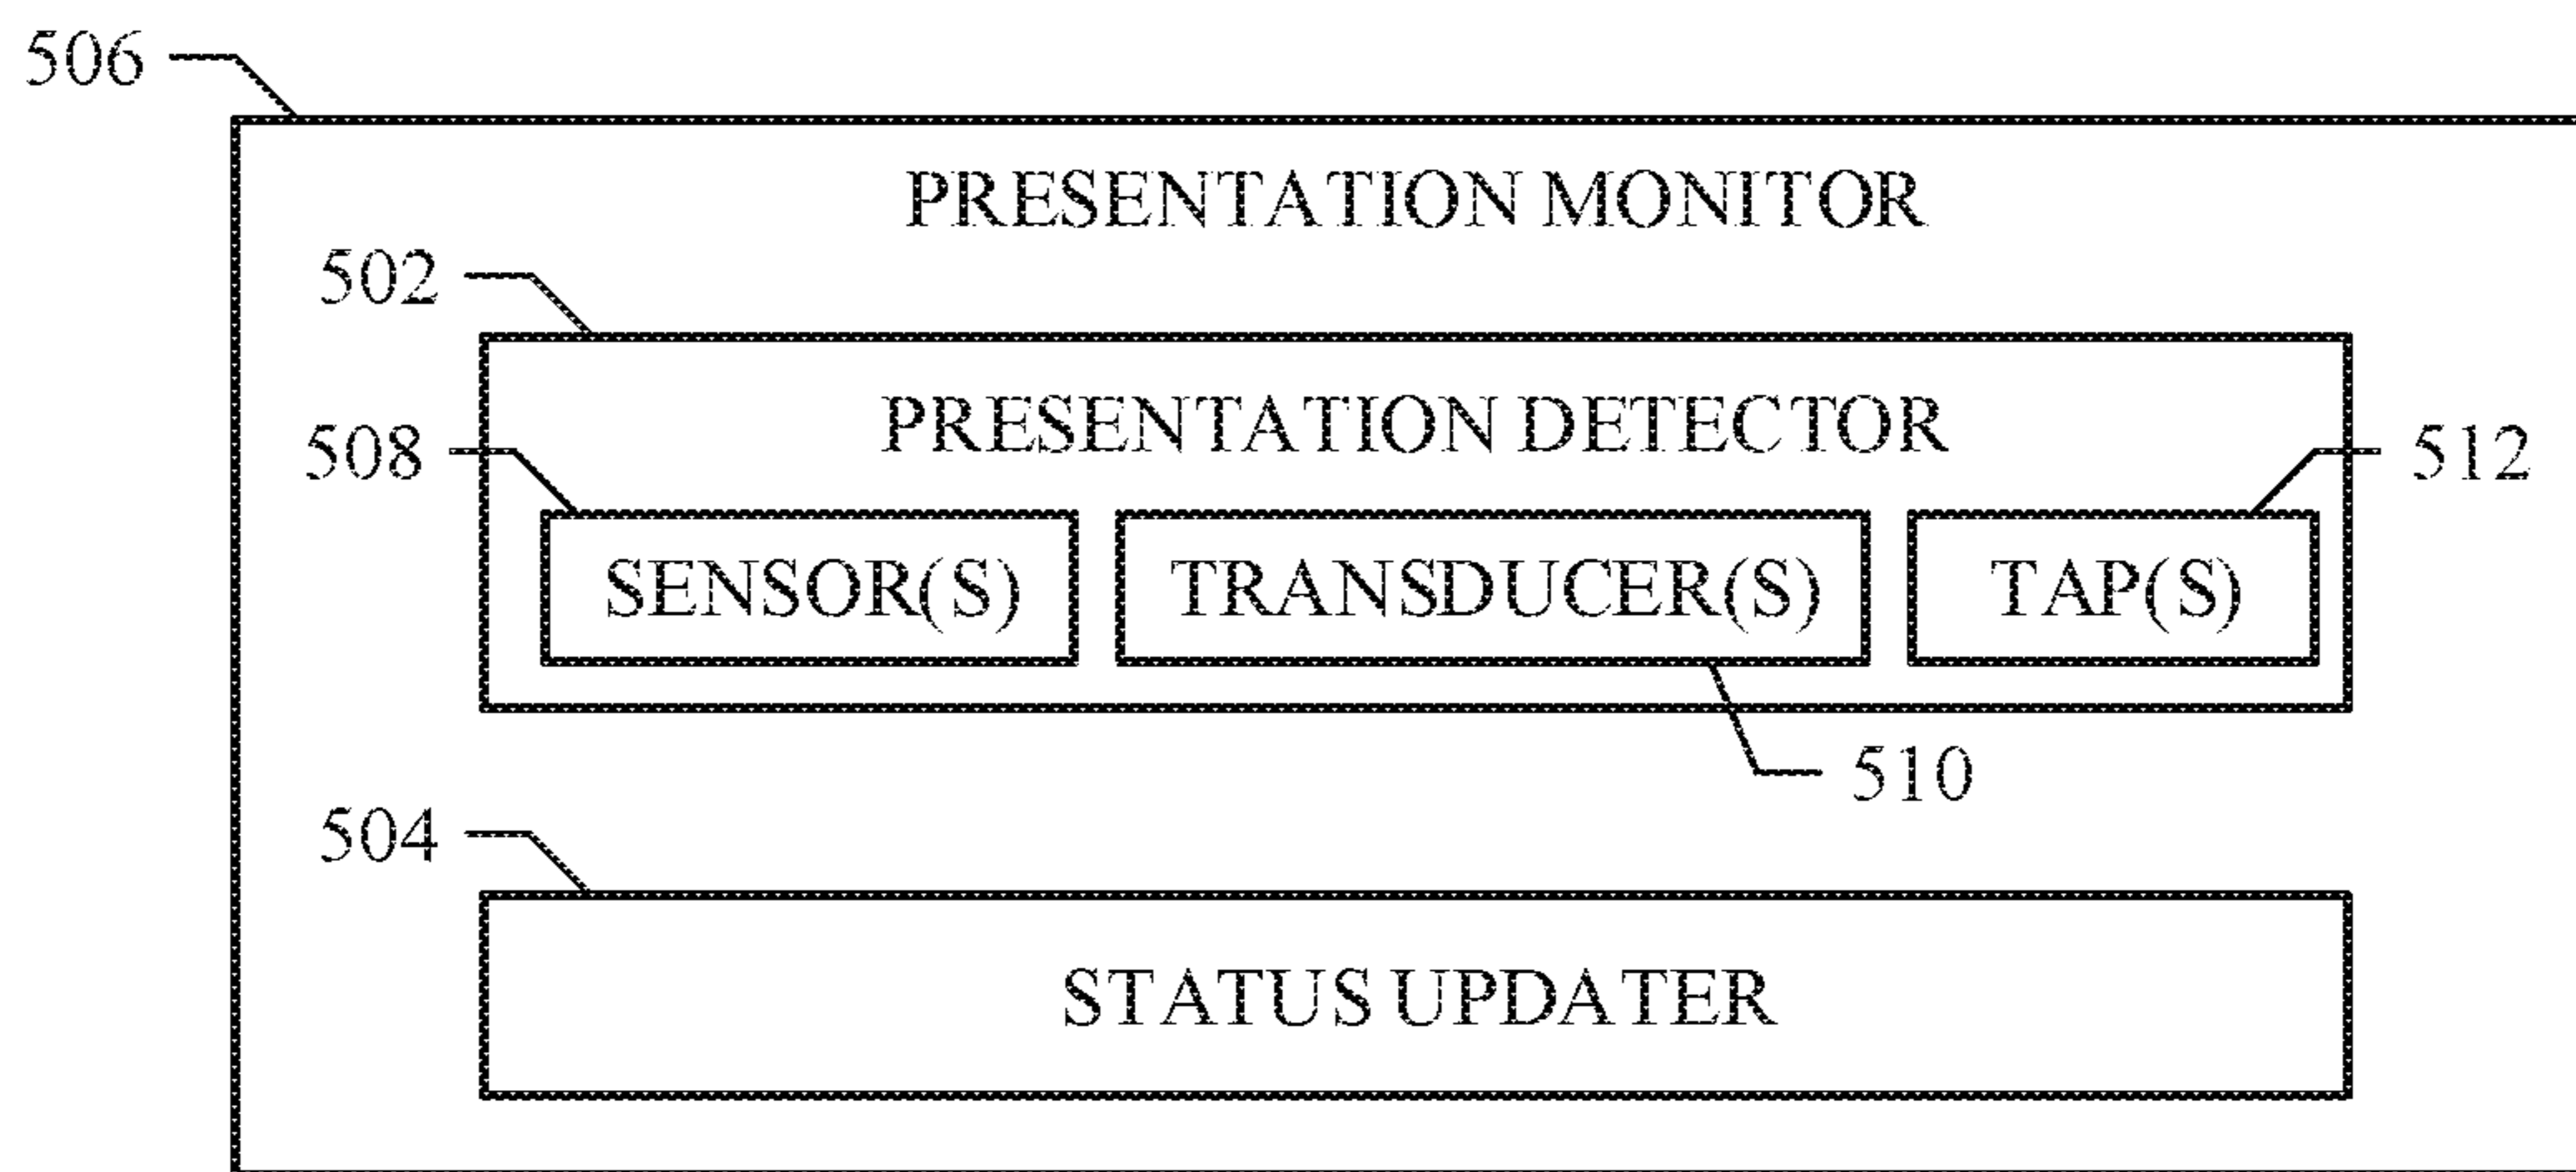 506
PRESENTATION MONITOR
502
PRESENTATION DETECTOR
508
512
SENSOR(S)
TRANSDUCER(S)
TAP(S)
510
504
STATUS UPDATER